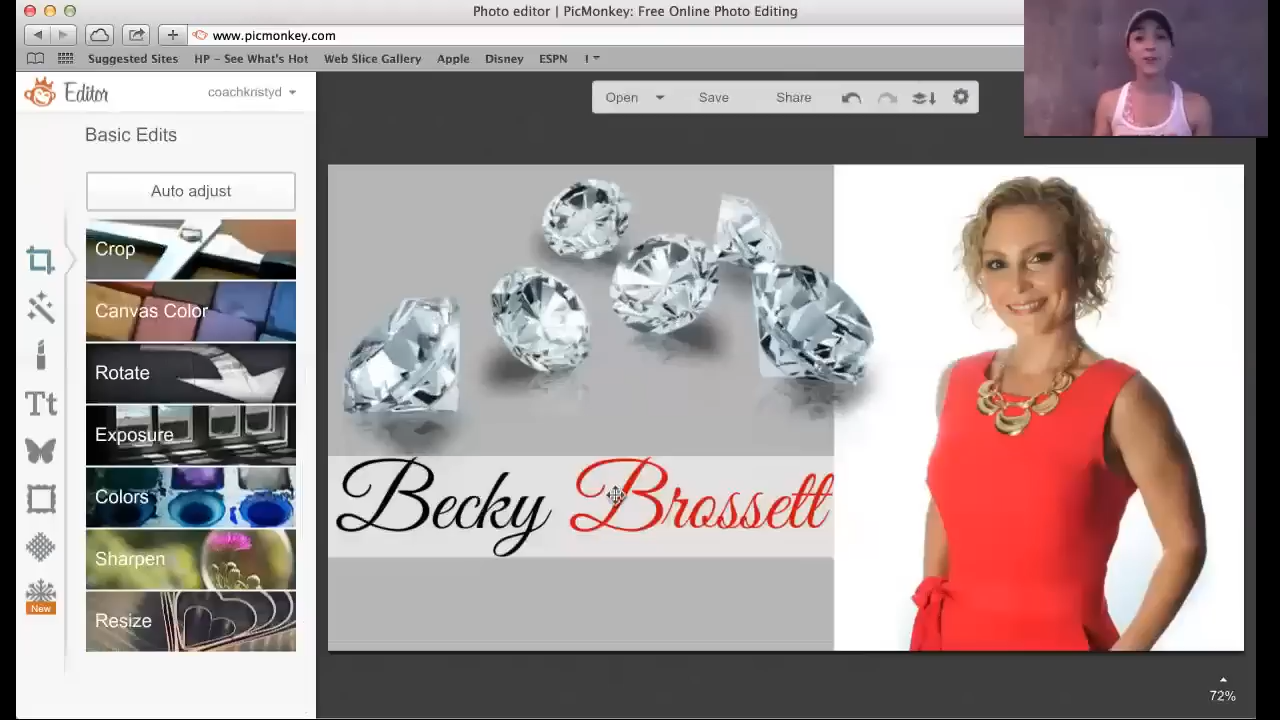 Photo editor | PicMonkey: Free Online Photo Editing
www.picmonkey.com
Suggested Sites HP – See What's Hot Web Slice Gallery Apple Disney ESPN
Editor coachkristyd
Open Save Share
Basic Edits
Auto adjust
Crop
Canvas Color
Rotate
Exposure
Colors
Sharpen
Resize
Tt
New
Becky Brossett
72%